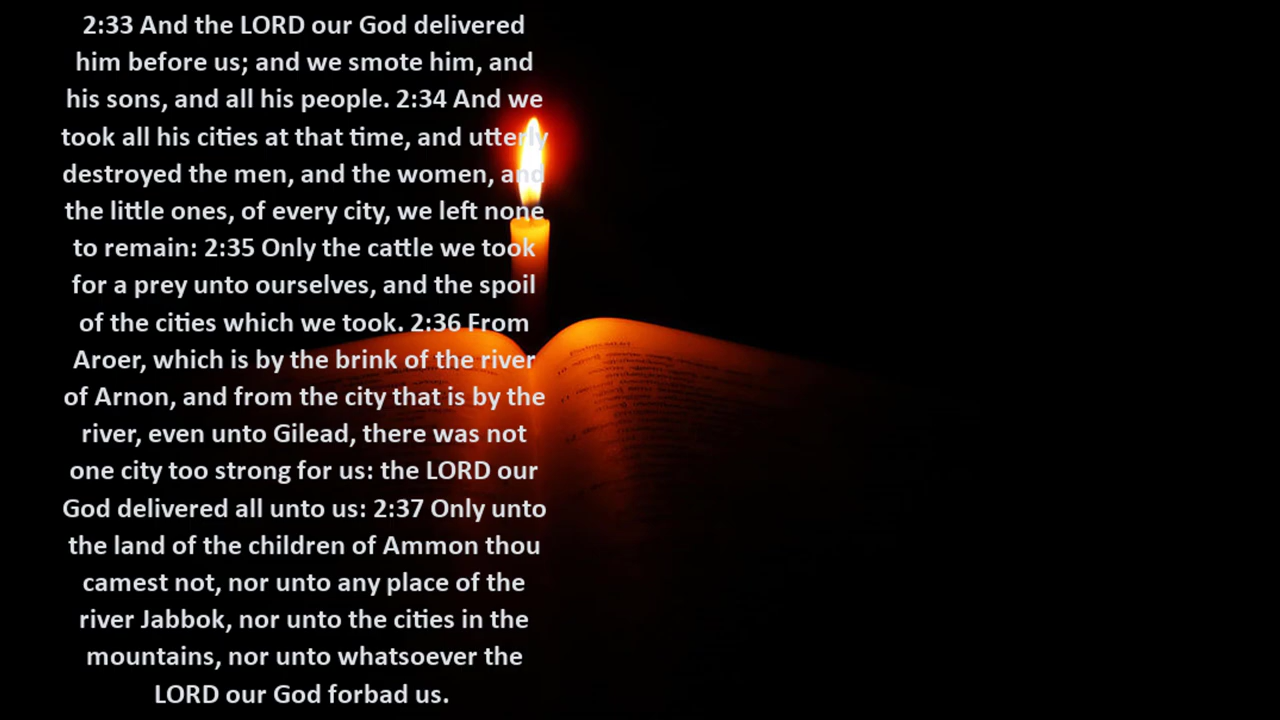 2:33 And the LORD our God delivered
him before us; and we smote him, and
his sons, and all his people. 2:34 And we
took all his cities at that time, and utterly
destroyed the men, and the women, and
the little ones, of every city, we left none
to remain: 2:35 Only the cattle we took
for a prey unto ourselves, and the spoil
of the cities which we took. 2:36 From
Aroer, which is by the brink of the river
of Arnon, and from the city that is by the
river, even unto Gilead, there was not
one city too strong for us: the LORD our
God delivered all unto us: 2:37 Only unto
the land of the children of Ammon thou
camest not, nor unto any place of the
river Jabbok, nor unto the cities in the
mountains, nor unto whatsoever the
LORD our God forbad us.